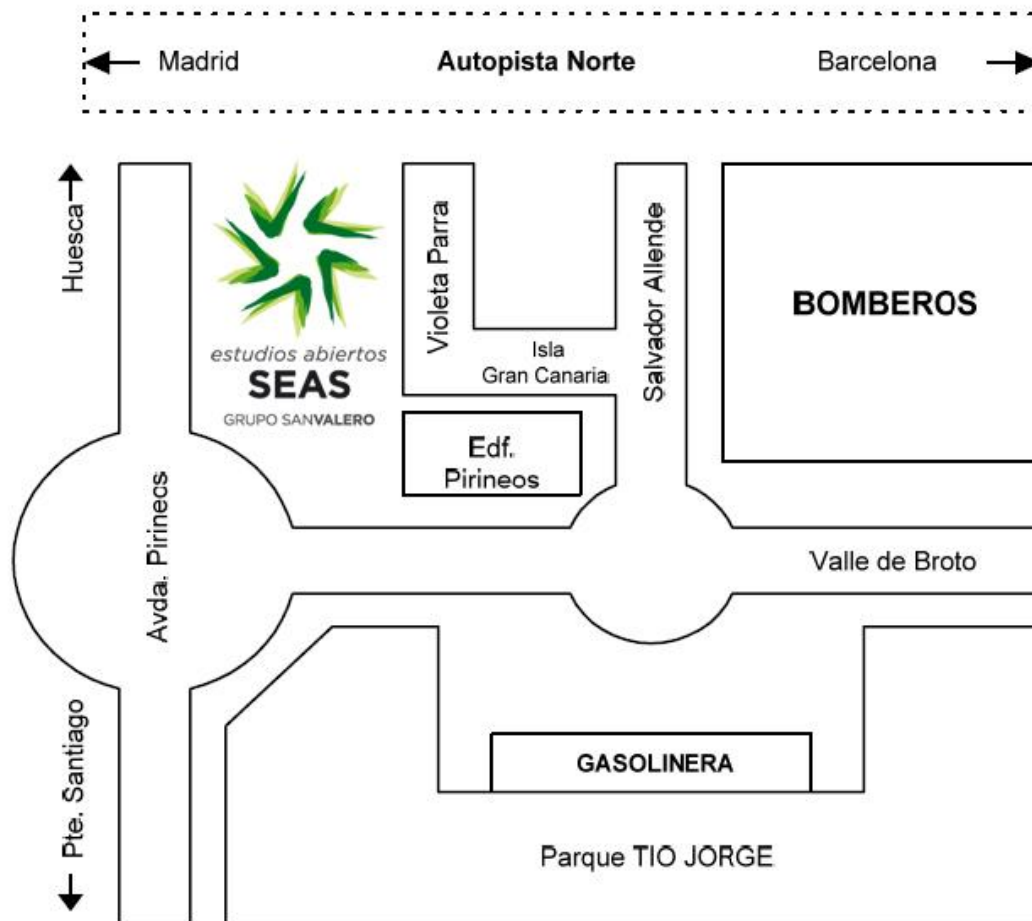 Madrid
Autopista Norte
Barcelona
Huesca
Violeta Parra
Salvador Allende
BOMBEROS
Isla
Gran Canaria
estudios abiertos
SEAS
GRUPO SANVALERO
Edf.
Pirineos
Avda. Pirineos
Valle de Broto
Pte. Santiago
GASOLINERA
Parque TIO JORGE